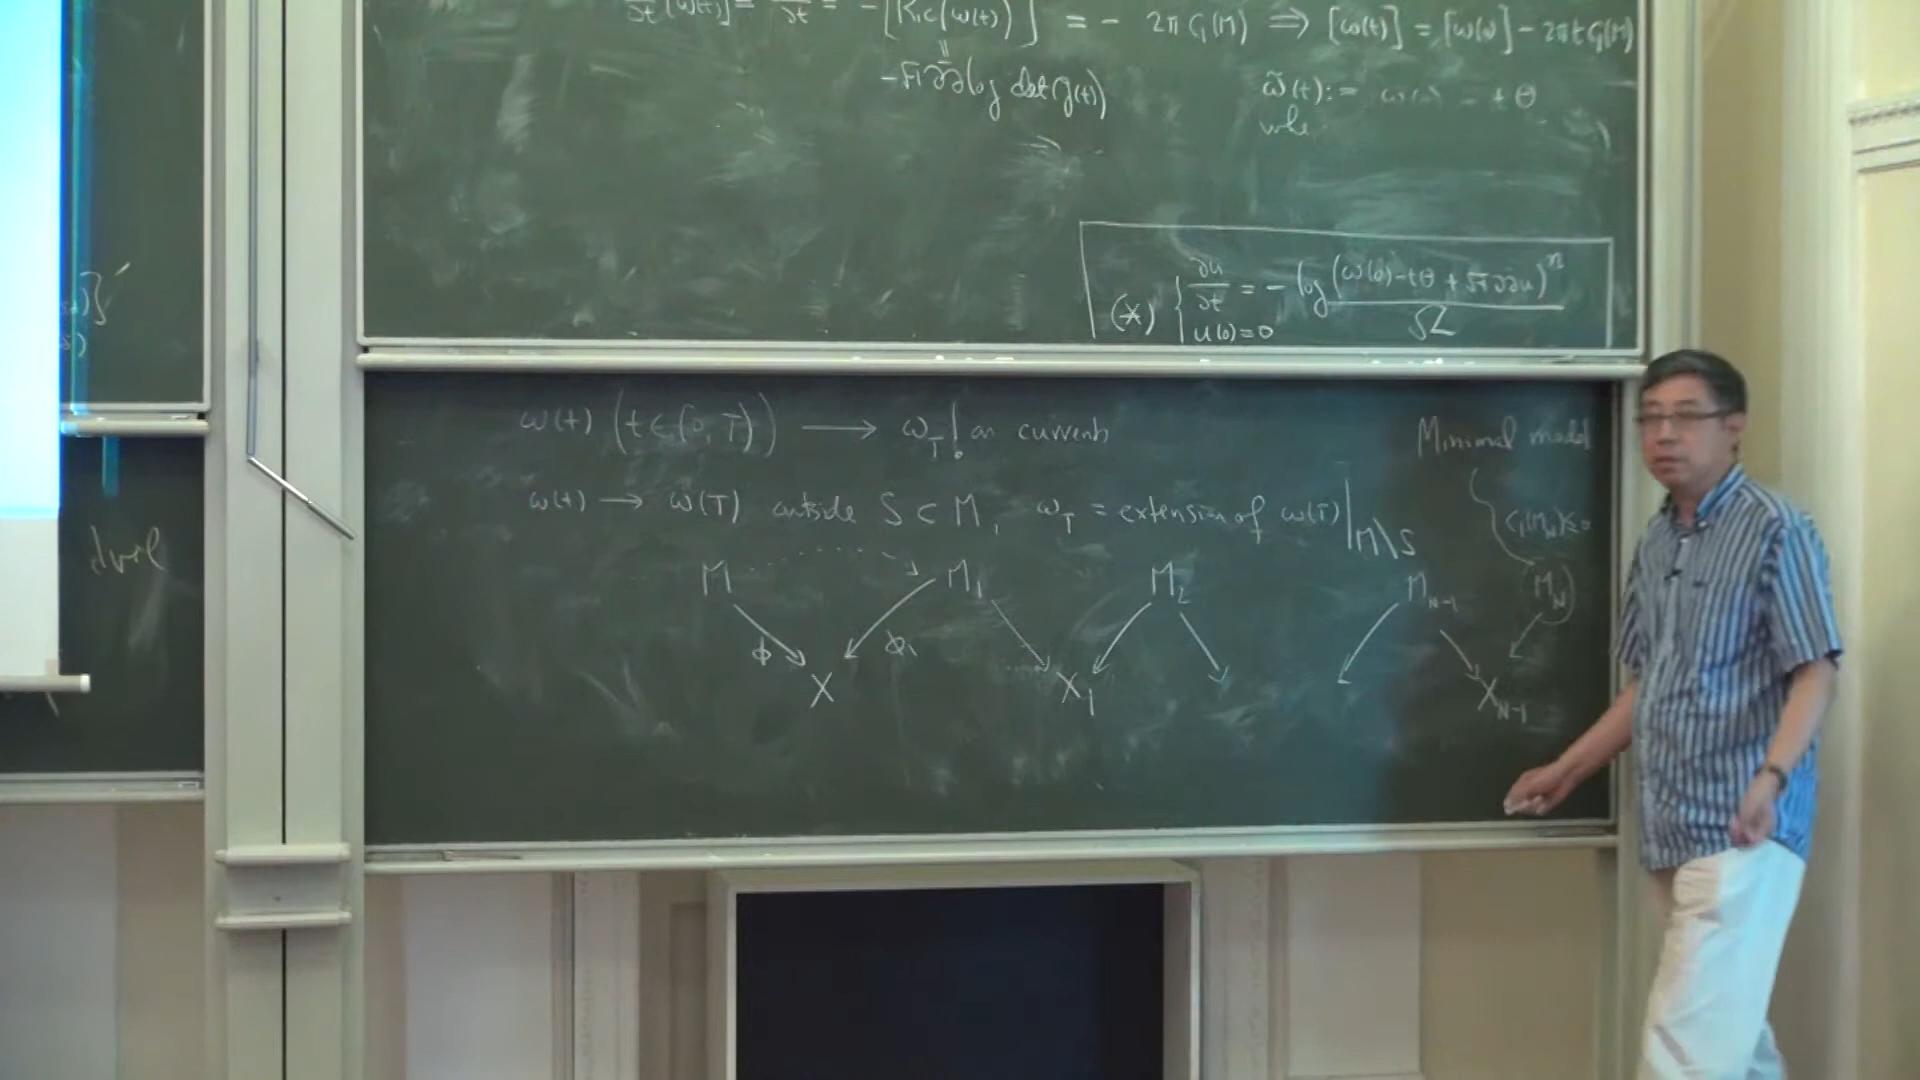 ∂/∂t [ω(t)] = ∂/∂t = -[Ric(ω(t))] = - 2π C₁(M) ⟹ [ω(t)] = [ω(0)] - 2πt C₁(M)
"
-√-1 ∂∂̄ log det g(t))
ω̃(t) := ω(0) - tθ
whe
(*) { ∂u/∂t = - log (ω(0) - tθ + √-1 ∂∂̄u)ⁿ / Ω
u(0) = 0
ω(t) (t ∈ [0, T)) ⟶ ω_T! as currents
Minimal model
ω(t) → ω(T) outside S ⊂ M, ω_T = extension of ω(T)|_{M\S}
C₁(M_N) ≤ 0
M M₁ M₂ M_{N-1} M_N
φ φ₁
X X₁ X_{N-1}